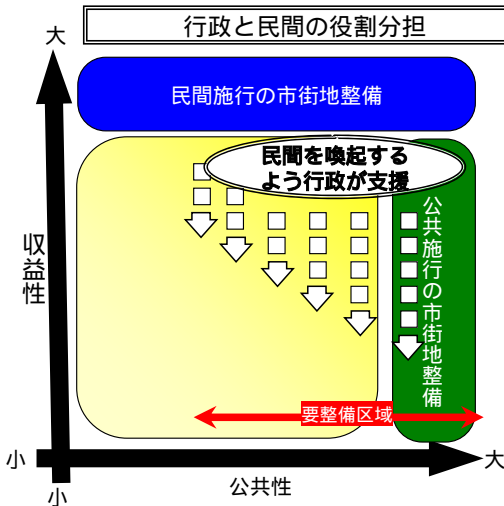 行政と民間の役割分担
大
民間施行の市街地整備
民間を喚起する
よう行政が支援
収益性
公共施行の市街地整備
要整備区域
小
大
公共性
小